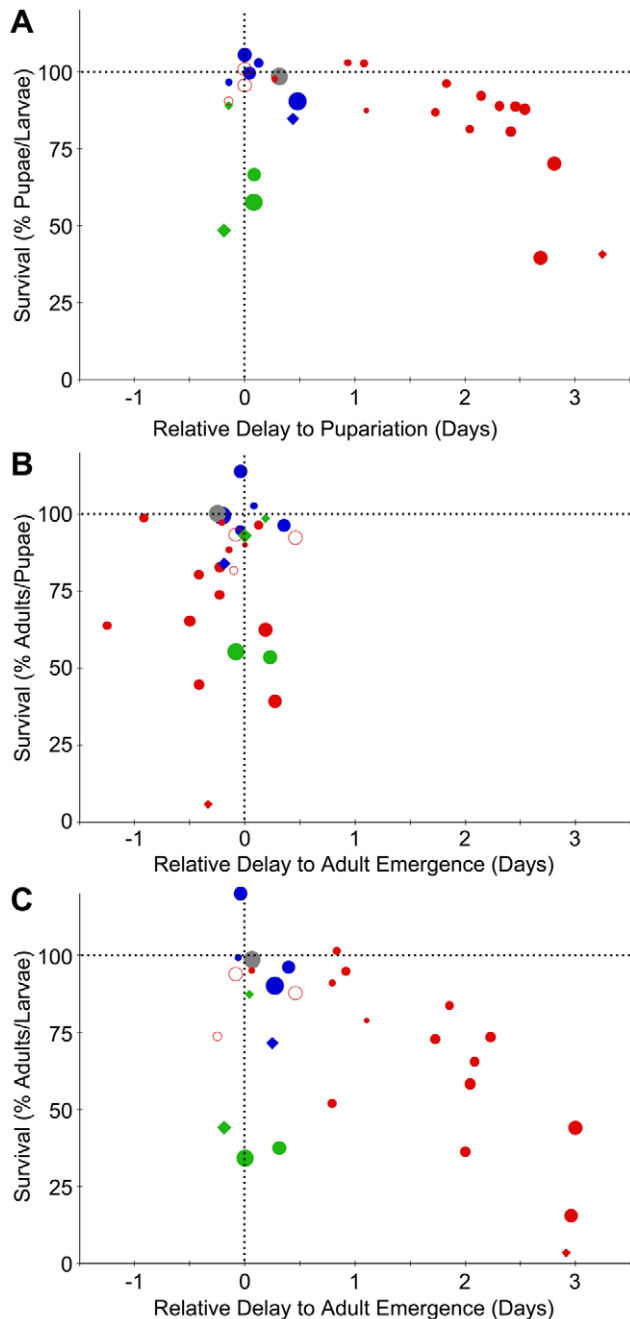 A
Survival (% Pupae/Larvae)
100
75
50
25
0
-1 0 1 2 3
Relative Delay to Pupariation (Days)
B
Survival (% Adults/Pupae)
100
75
50
25
0
-1 0 1 2 3
Relative Delay to Adult Emergence (Days)
C
Survival (% Adults/Larvae)
100
75
50
25
0
-1 0 1 2 3
Relative Delay to Adult Emergence (Days)